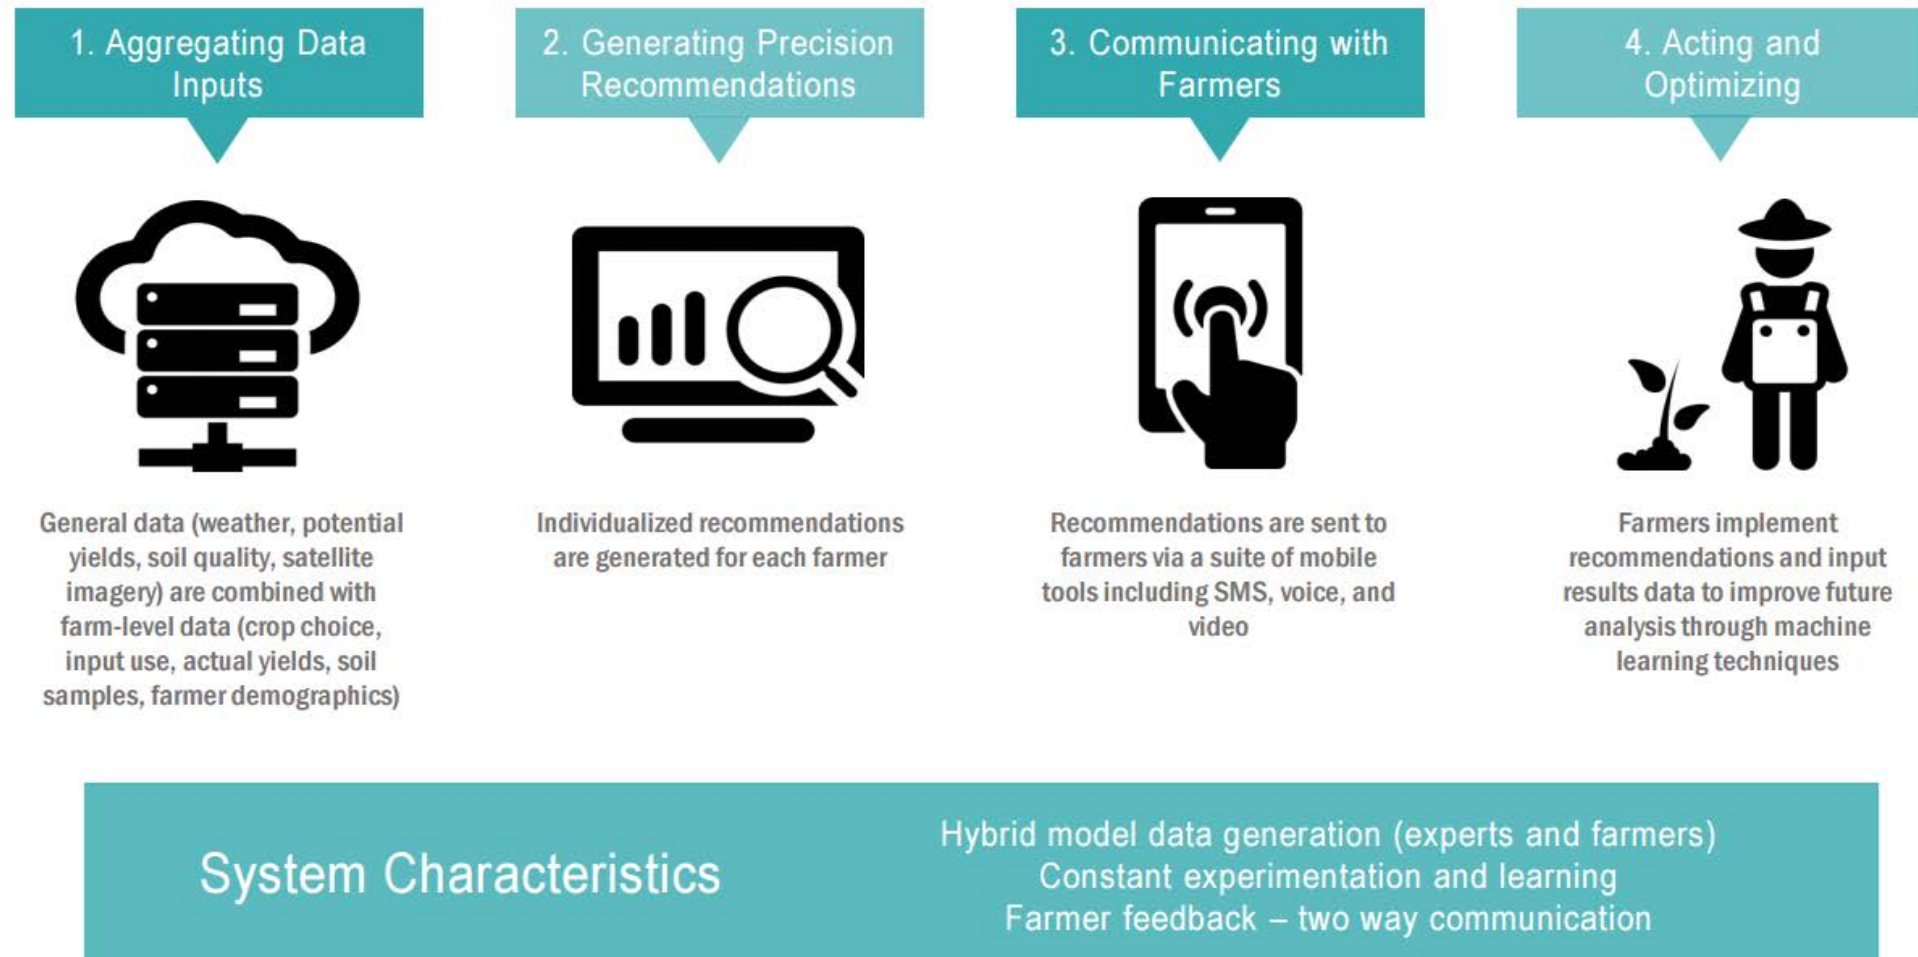 1. Aggregating Data
Inputs
2. Generating Precision
Recommendations
3. Communicating with
Farmers
4. Acting and
Optimizing
General data (weather, potential
yields, soil quality, satellite
imagery) are combined with
farm-level data (crop choice,
input use, actual yields, soil
samples, farmer demographics)
Individualized recommendations
are generated for each farmer
Recommendations are sent to
farmers via a suite of mobile
tools including SMS, voice, and
video
Farmers implement
recommendations and input
results data to improve future
analysis through machine
learning techniques
System Characteristics
Hybrid model data generation (experts and farmers)
Constant experimentation and learning
Farmer feedback – two way communication